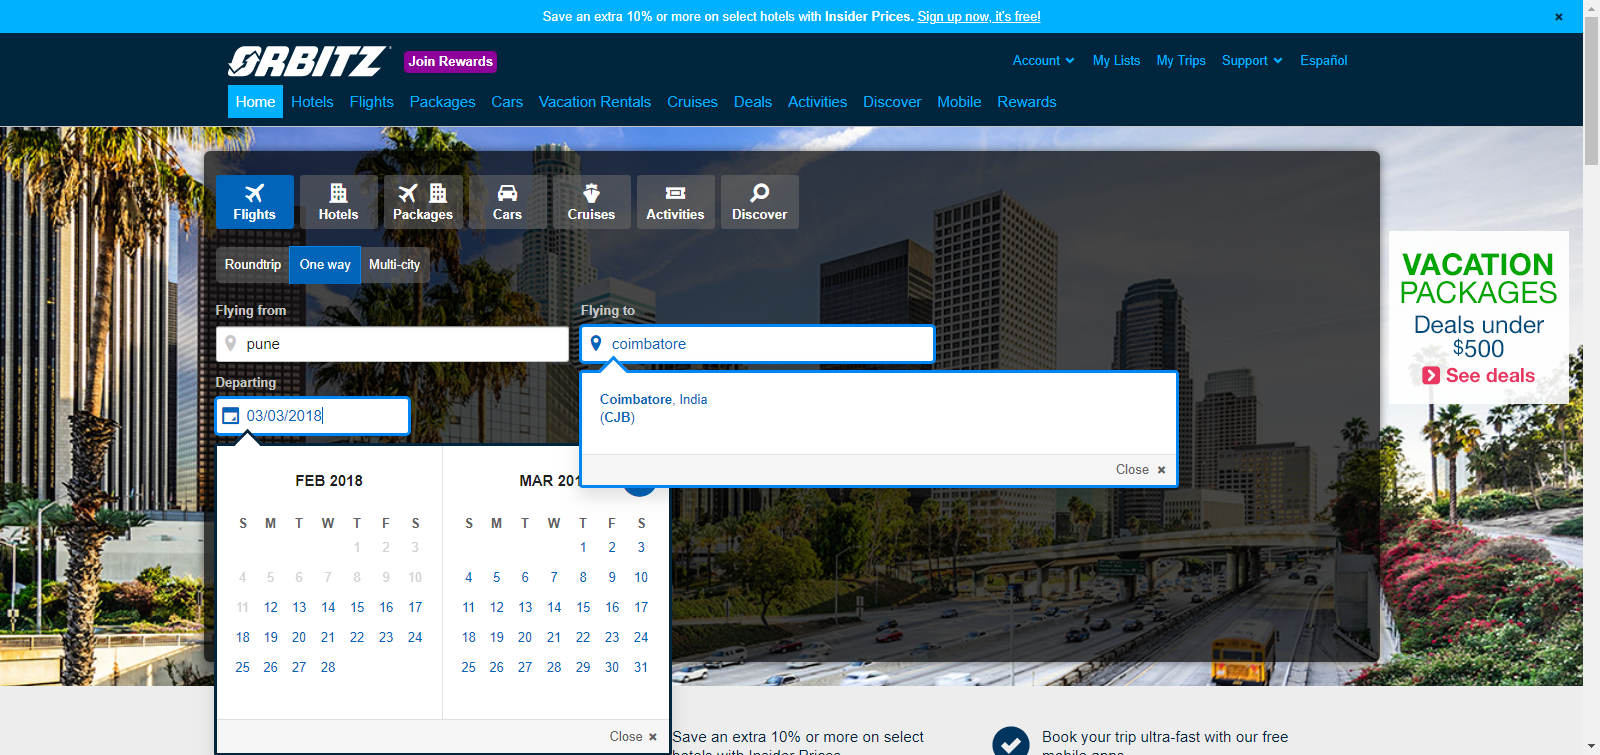 Save an extra 10% or more on select hotels with Insider Prices. Sign up now, it's free! ×
ORBITZ Join Rewards
Account My Lists My Trips Support Español
Home Hotels Flights Packages Cars Vacation Rentals Cruises Deals Activities Discover Mobile Rewards
Flights Hotels Packages Cars Cruises Activities Discover
Roundtrip One way Multi-city
VACATION
PACKAGES
Deals under
$500
See deals
Flying from Flying to
pune coimbatore
Departing
03/03/2018
Coimbatore, India
(CJB)
Close ×
FEB 2018 MAR 201
S M T W T F S S M T W T F S
1 2 3 1 2 3
4 5 6 7 8 9 10 4 5 6 7 8 9 10
11 12 13 14 15 16 17 11 12 13 14 15 16 17
18 19 20 21 22 23 24 18 19 20 21 22 23 24
25 26 27 28 25 26 27 28 29 30 31
Close ×
Save an extra 10% or more on select
hotels with Insider Prices
Book your trip ultra-fast with our free
mobile apps